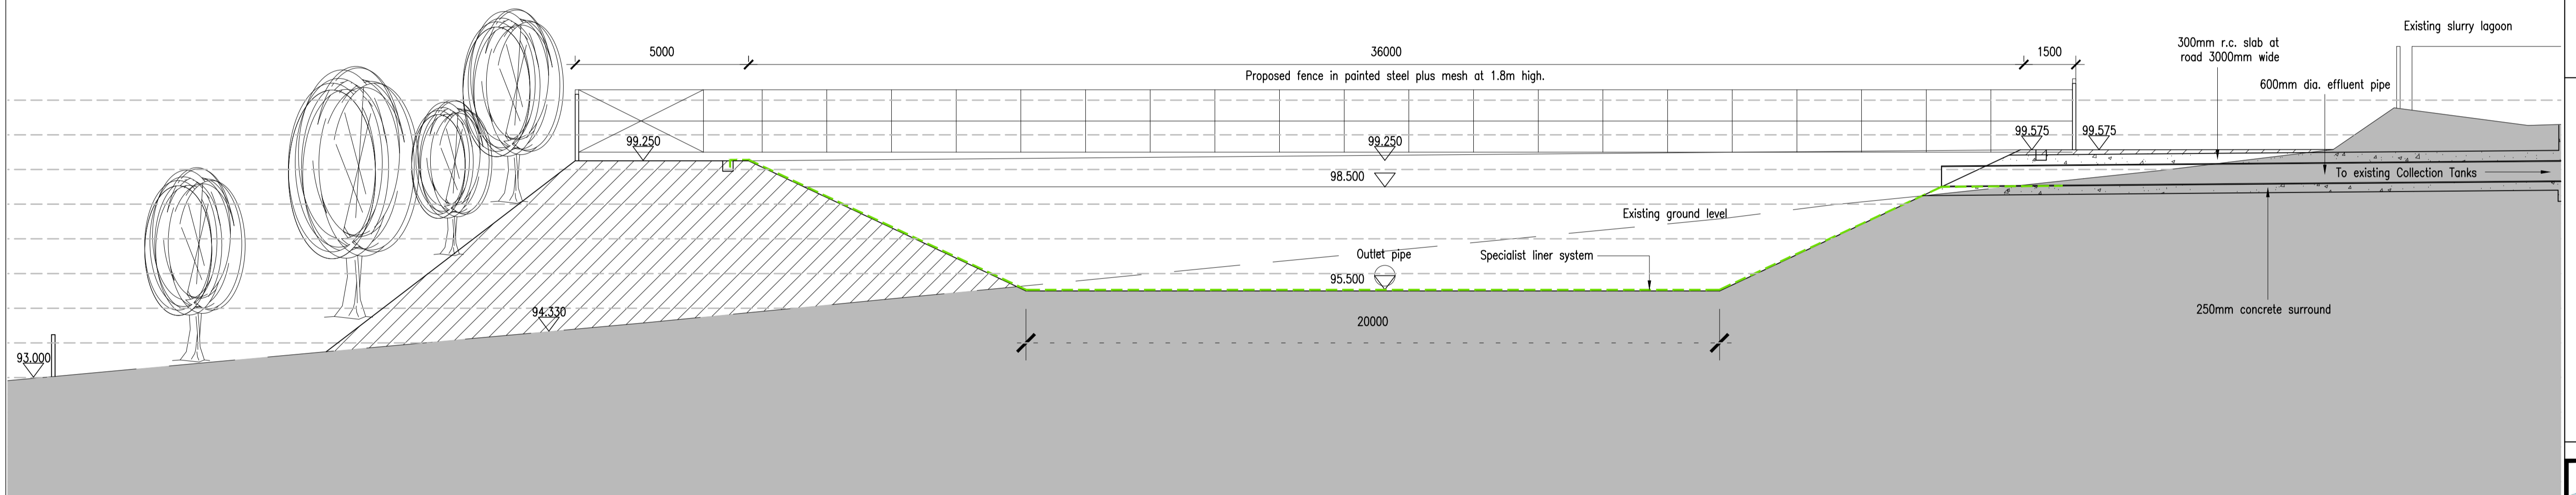 Existing slurry lagoon
5000
36000
1500
300mm r.c. slab at
road 3000mm wide
Proposed fence in painted steel plus mesh at 1.8m high.
600mm dia. effluent pipe
99.250
99.250
99.575
99.575
98.500
To existing Collection Tanks
Existing ground level
Outlet pipe
Specialist liner system
95.500
94.330
20000
250mm concrete surround
93.000